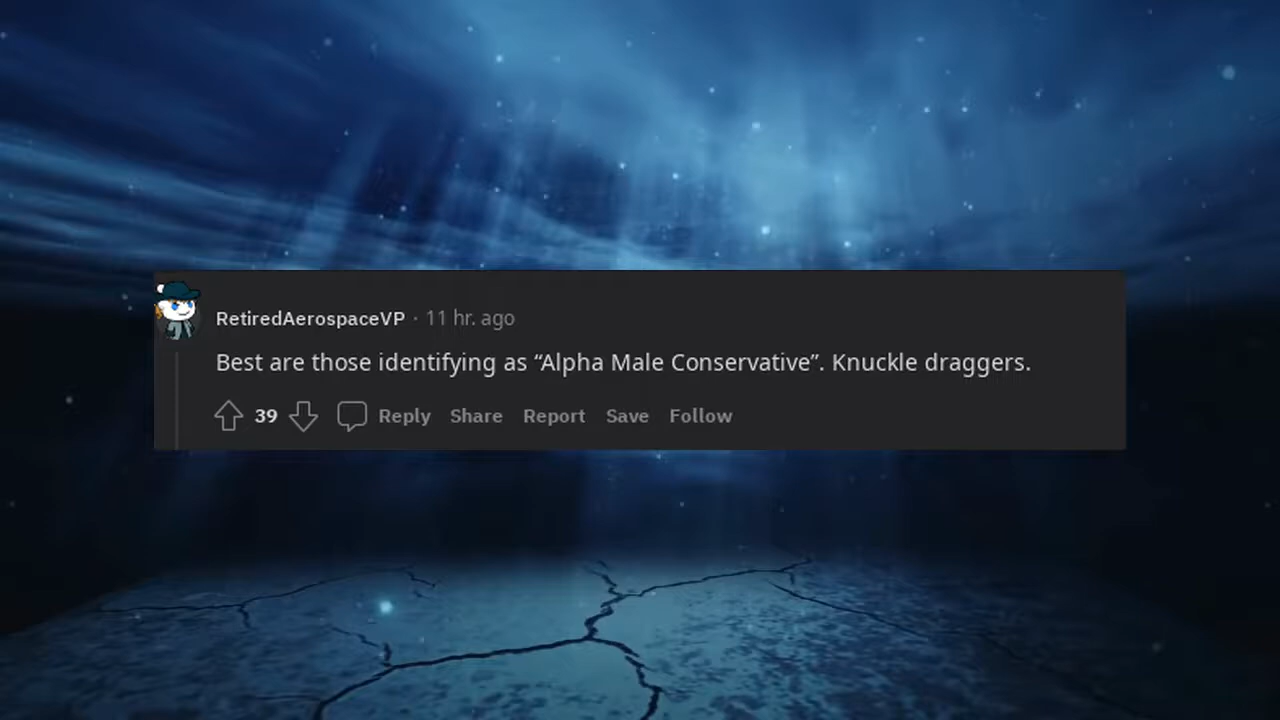 RetiredAerospaceVP · 11 hr. ago
Best are those identifying as “Alpha Male Conservative”. Knuckle draggers.
39 Reply Share Report Save Follow